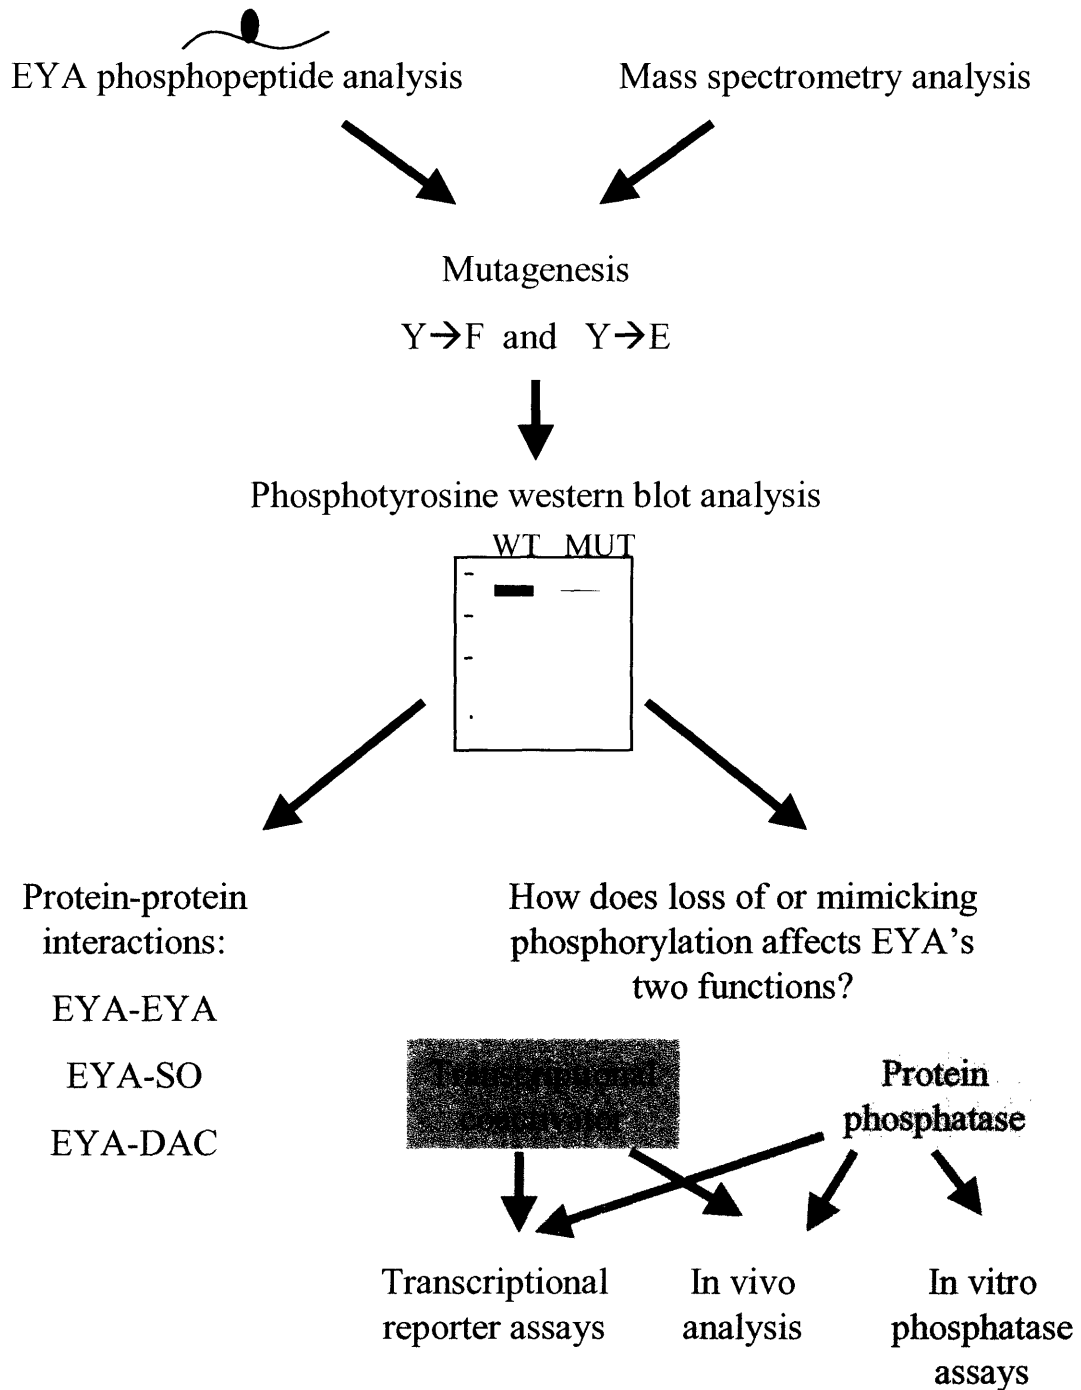 EYA phosphopeptide analysis
Mass spectrometry analysis
Mutagenesis
Y→F and Y→E
Phosphotyrosine western blot analysis
WT MUT
Protein-protein
interactions:
EYA-EYA
EYA-SO
EYA-DAC
How does loss of or mimicking
phosphorylation affects EYA's
two functions?
Transcriptional
coactivator
Protein
phosphatase
Transcriptional
reporter assays
In vivo
analysis
In vitro
phosphatase
assays